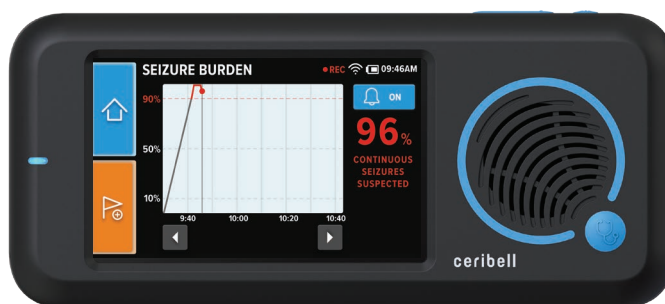 SEIZURE BURDEN
REC 09:46AM
90%
50%
10%
9:40 10:00 10:20 10:40
ON
96%
CONTINUOUS
SEIZURES
SUSPECTED
ceribell